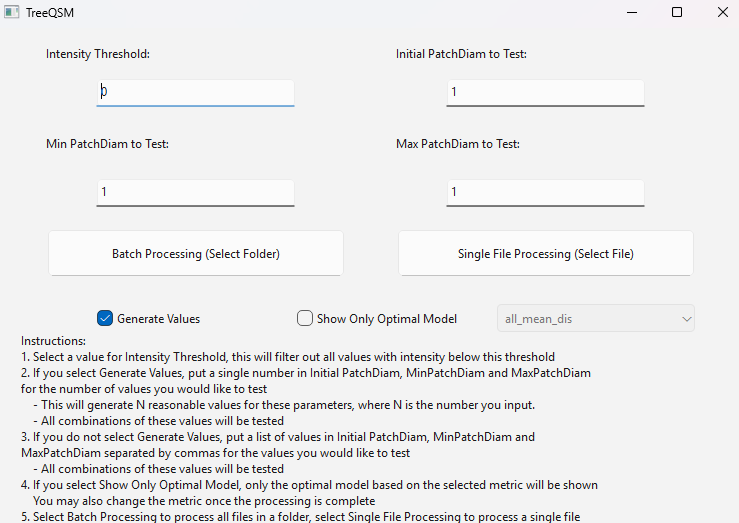 TreeQSM
Intensity Threshold:
Initial PatchDiam to Test:
0
1
Min PatchDiam to Test:
Max PatchDiam to Test:
1
1
Batch Processing (Select Folder)
Single File Processing (Select File)
Generate Values
Show Only Optimal Model
all_mean_dis
Instructions:
1. Select a value for Intensity Threshold, this will filter out all values with intensity below this threshold
2. If you select Generate Values, put a single number in Initial PatchDiam, MinPatchDiam and MaxPatchDiam
for the number of values you would like to test
- This will generate N reasonable values for these parameters, where N is the number you input.
- All combinations of these values will be tested
3. If you do not select Generate Values, put a list of values in Initial PatchDiam, MinPatchDiam and
MaxPatchDiam separated by commas for the values you would like to test
- All combinations of these values will be tested
4. If you select Show Only Optimal Model, only the optimal model based on the selected metric will be shown
You may also change the metric once the processing is complete
5. Select Batch Processing to process all files in a folder, select Single File Processing to process a single file